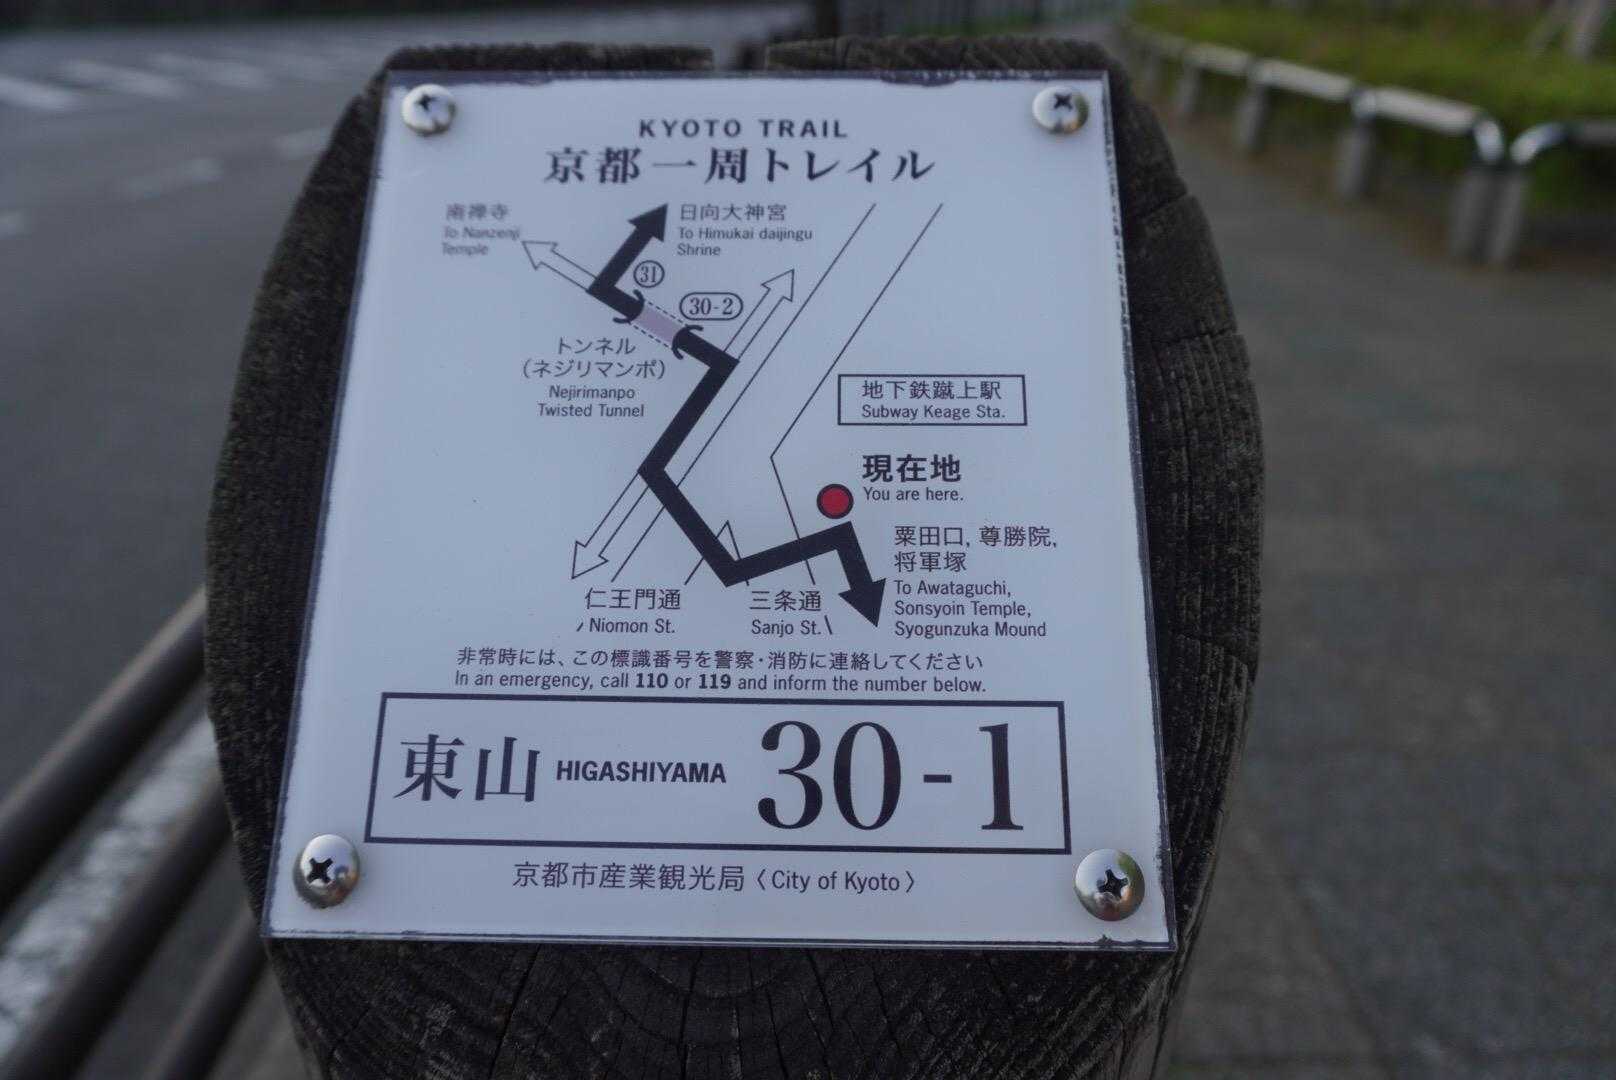 KYOTO TRAIL
京都一周トレイル
南禅寺
To Nanzenji
Temple
日向大神宮
To Himukai daijingu
Shrine
31
30-2
トンネル
(ネジリマンポ)
Nejirimanpo
Twisted Tunnel
地下鉄蹴上駅
Subway Keage Sta.
現在地
You are here.
粟田口, 尊勝院,
将軍塚
To Awataguchi,
Sonsyoin Temple,
Syogunzuka Mound
仁王門通
Niomon St.
三条通
Sanjo St.
非常時には、この標識番号を警察・消防に連絡してください
In an emergency, call 110 or 119 and inform the number below.
東山 HIGASHIYAMA 30-1
京都市産業観光局〈City of Kyoto〉